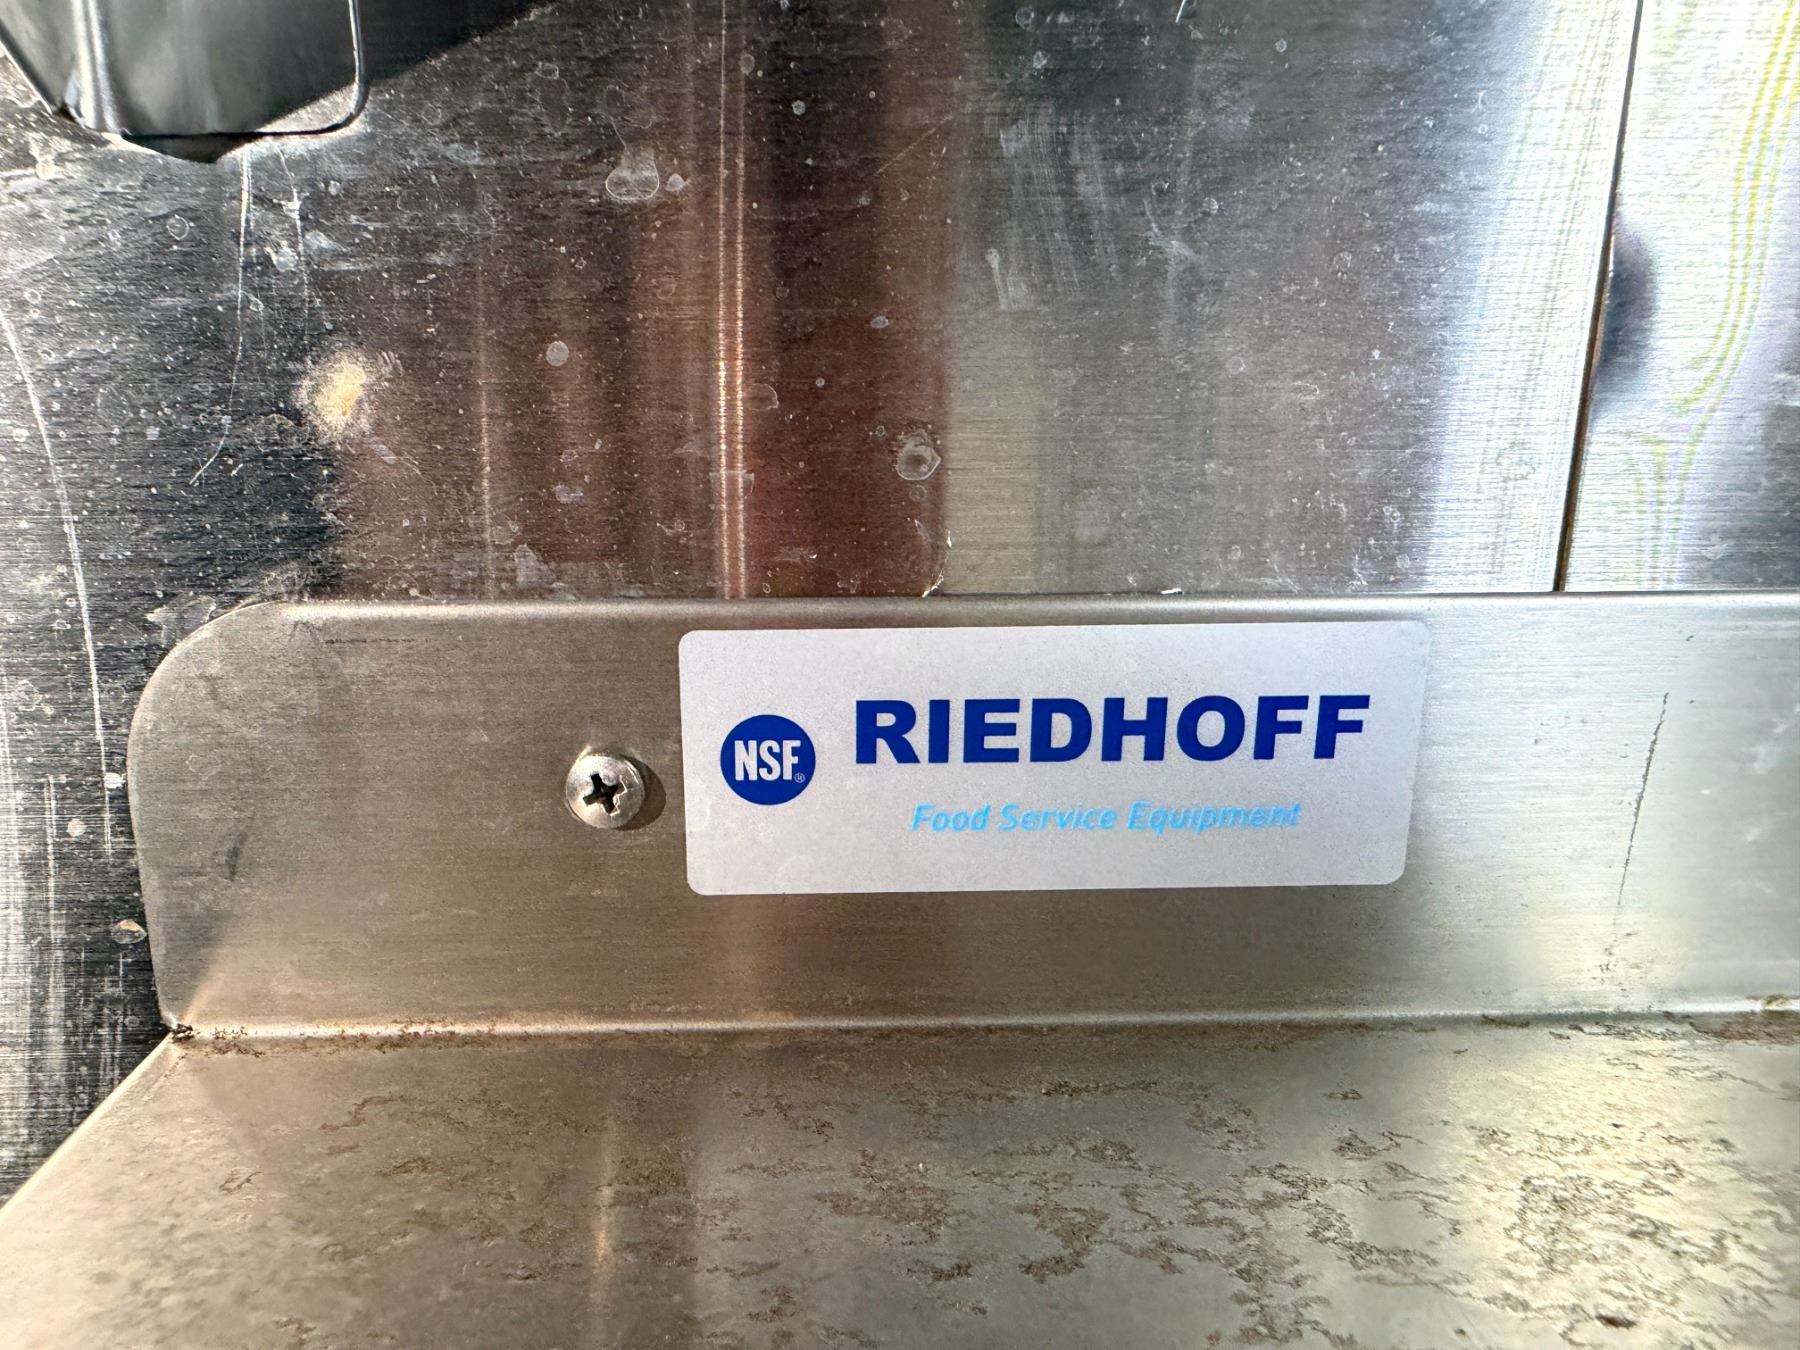 NSF®
RIEDHOFF
Food Service Equipment